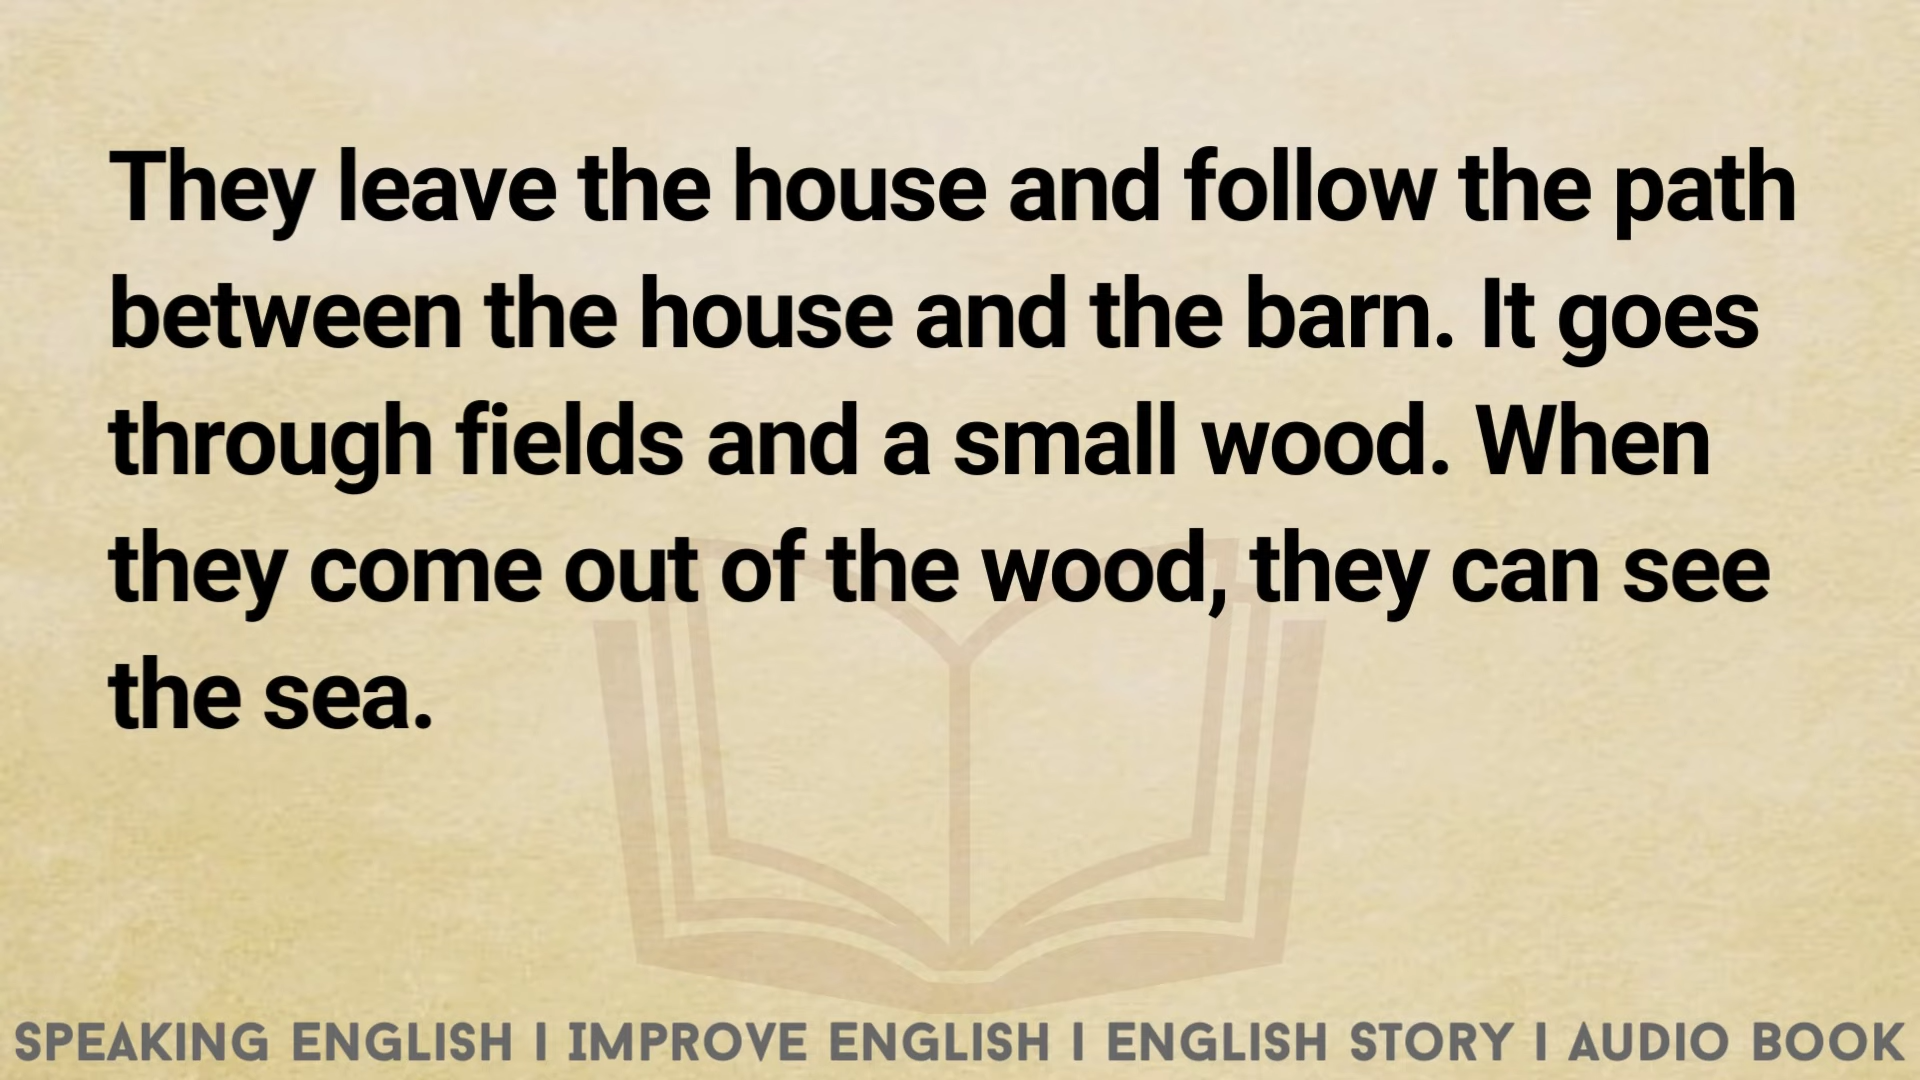 They leave the house and follow the path
between the house and the barn. It goes
through fields and a small wood. When
they come out of the wood, they can see
the sea.
SPEAKING ENGLISH | IMPROVE ENGLISH | ENGLISH STORY | AUDIO BOOK